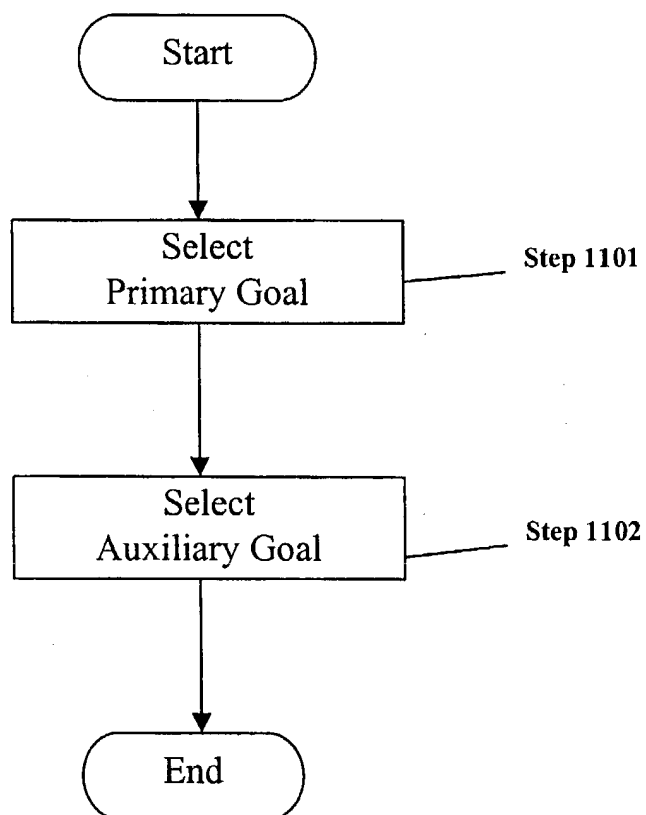 Start
Select
Primary Goal
Step 1101
Select
Auxiliary Goal
Step 1102
End